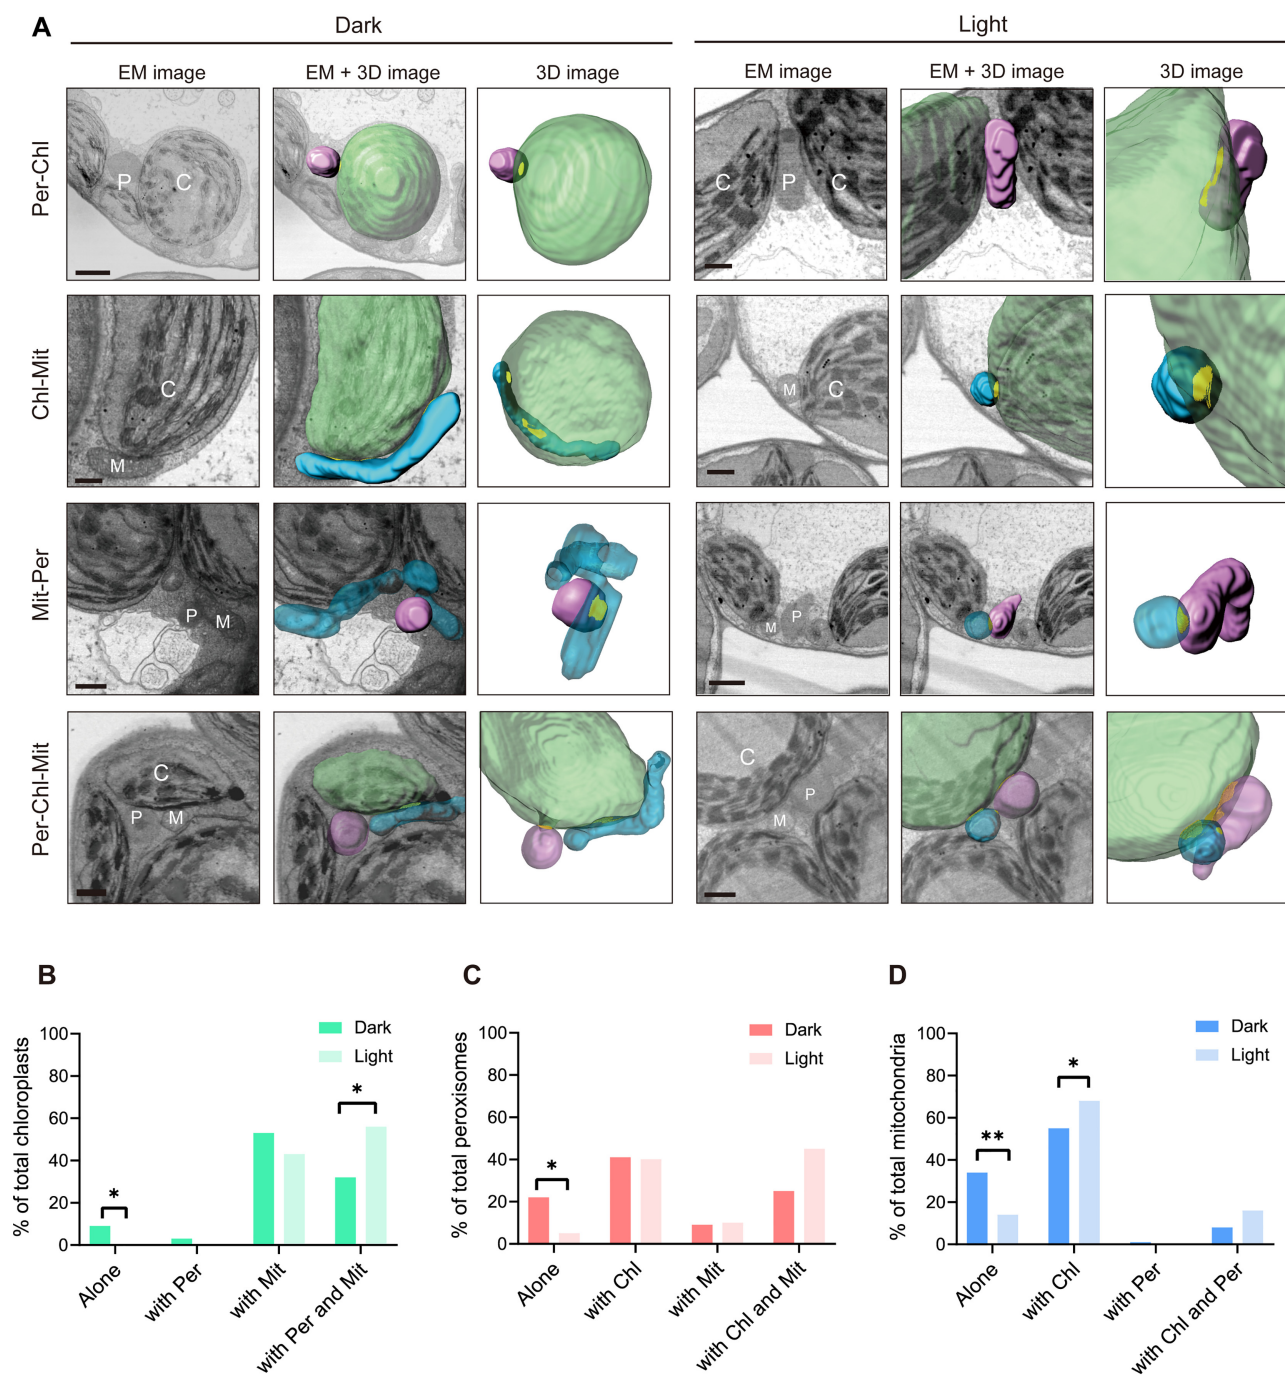 A
Dark
Light
EM image
EM + 3D image
3D image
EM image
EM + 3D image
3D image
Per-Chl
P
C
C
P
C
Chl-Mit
C
M
M
C
Mit-Per
P
M
P
M
Per-Chl-Mit
C
P
M
C
P
M
B
% of total chloroplasts
100
80
60
40
20
0
Dark
Light
*
*
Alone
with Per
with Mit
with Per and Mit
C
% of total peroxisomes
100
80
60
40
20
0
Dark
Light
*
Alone
with Chl
with Mit
with Chl and Mit
D
% of total mitochondria
100
80
60
40
20
0
Dark
Light
**
*
Alone
with Chl
with Per
with Chl and Per